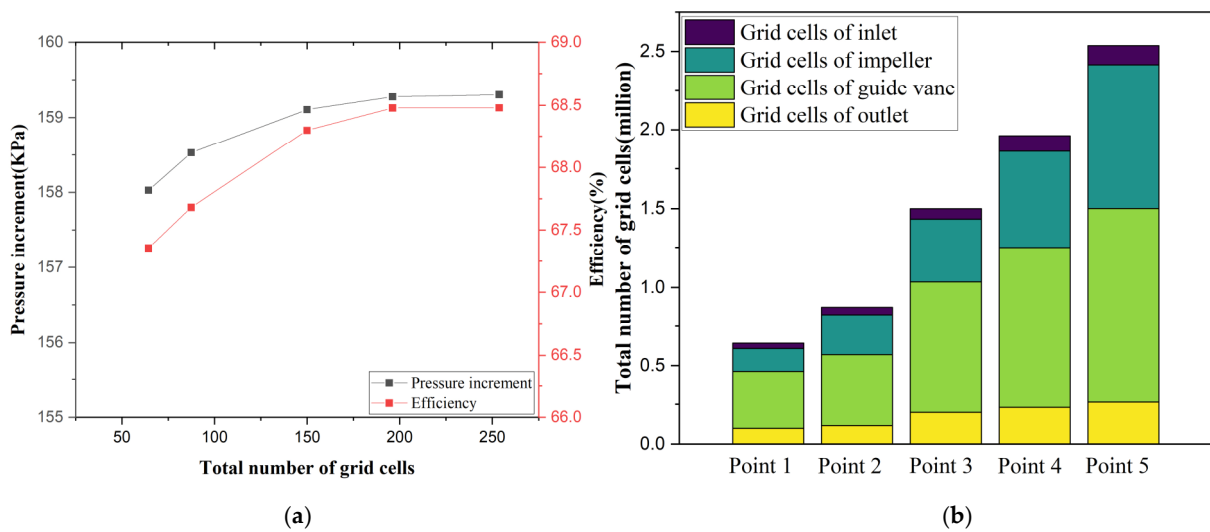 160
159
158
157
156
155
Pressure increment(KPa)
69.0
68.5
68.0
67.5
67.0
66.5
66.0
Efficiency(%)
Pressure increment
Efficiency
50 100 150 200 250
Total number of grid cells
(a)
Grid cells of inlet
Grid cells of impeller
Grid cells of guide vane
Grid cells of outlet
2.5
2.0
1.5
1.0
0.5
0.0
Total number of grid cells(million)
Point 1 Point 2 Point 3 Point 4 Point 5
(b)